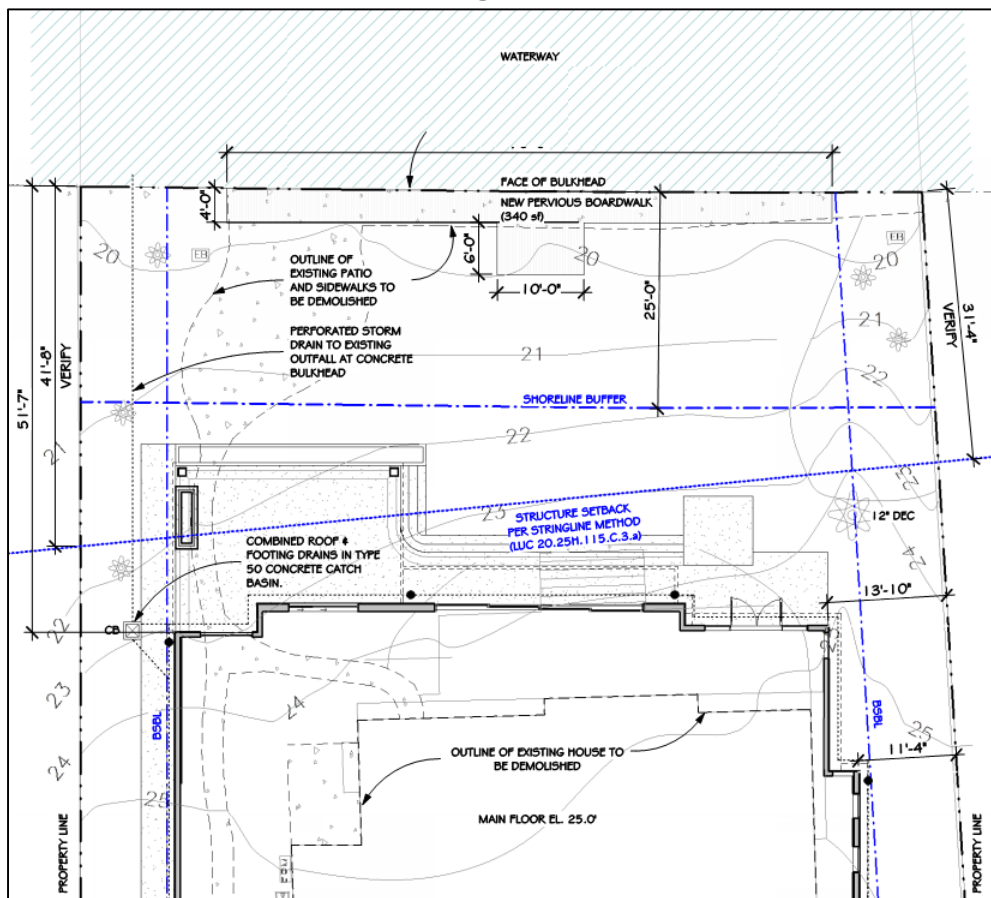 WATERWAY
FACE OF BULKHEAD
NEW PERVIOUS BOARDWALK
(340 sf)
4'-0"
6'-0"
10'-0"
25'-0"
20
EB
20
EB
20
OUTLINE OF
EXISTING PATIO
AND SIDEWALKS TO
BE DEMOLISHED
PERFORATED STORM
DRAIN TO EXISTING
OUTFALL AT CONCRETE
BULKHEAD
51'-7"
41'-8"
VERIFY
31'-4"
VERIFY
21
21
22
SHORELINE BUFFER
22
21
23
23
STRUCTURE SETBACK
PER STRINGLINE METHOD
(LUC 20.25H.115.C.3.a)
12" DEC
24
COMBINED ROOF &
FOOTING DRAINS IN TYPE
50 CONCRETE CATCH
BASIN.
13'-10"
CB
22
23
24
24
25
BSBL
BSBL
25
11'-4"
OUTLINE OF EXISTING HOUSE TO
BE DEMOLISHED
MAIN FLOOR EL. 25.0'
PROPERTY LINE
PROPERTY LINE